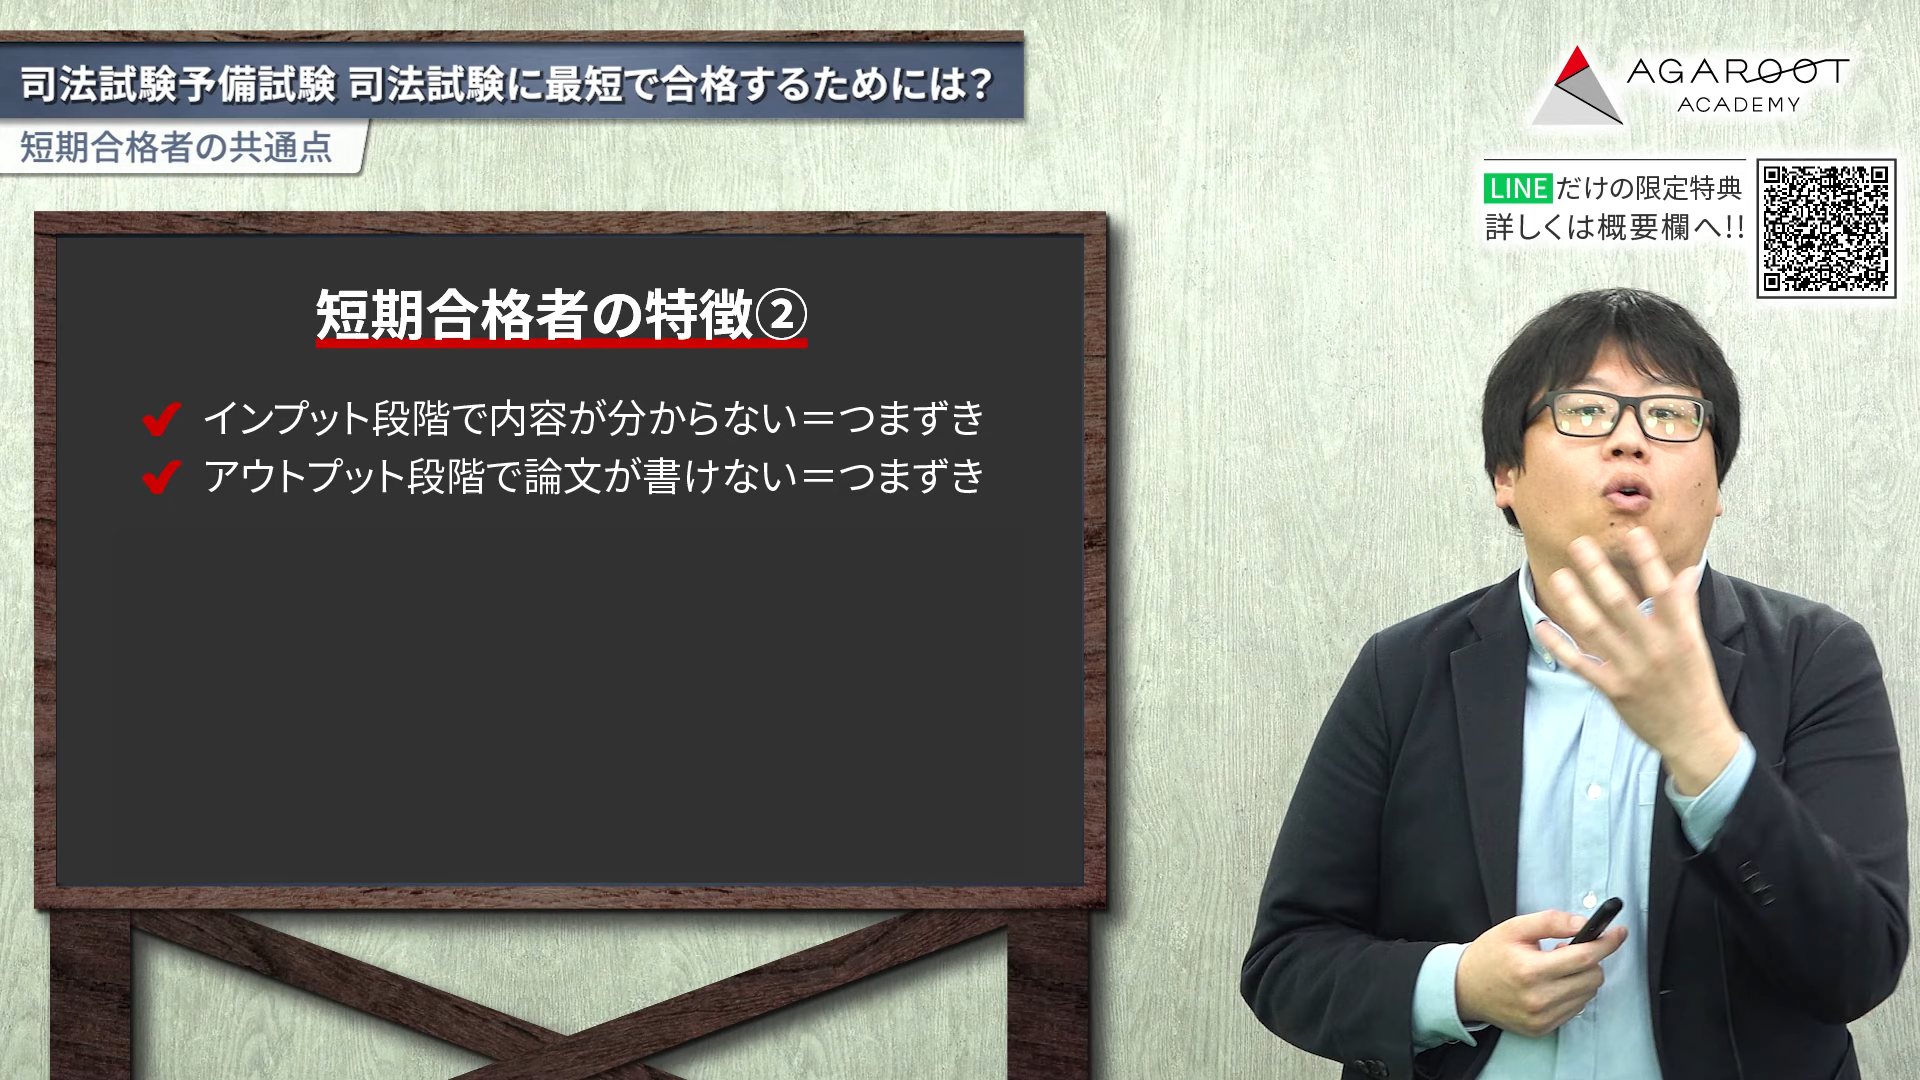 司法試験予備試験 司法試験に最短で合格するためには?
短期合格者の共通点
AGAROOT
ACADEMY
LINEだけの限定特典
詳しくは概要欄へ!!
短期合格者の特徴②
✔ インプット段階で内容が分からない＝つまずき
✔ アウトプット段階で論文が書けない＝つまずき